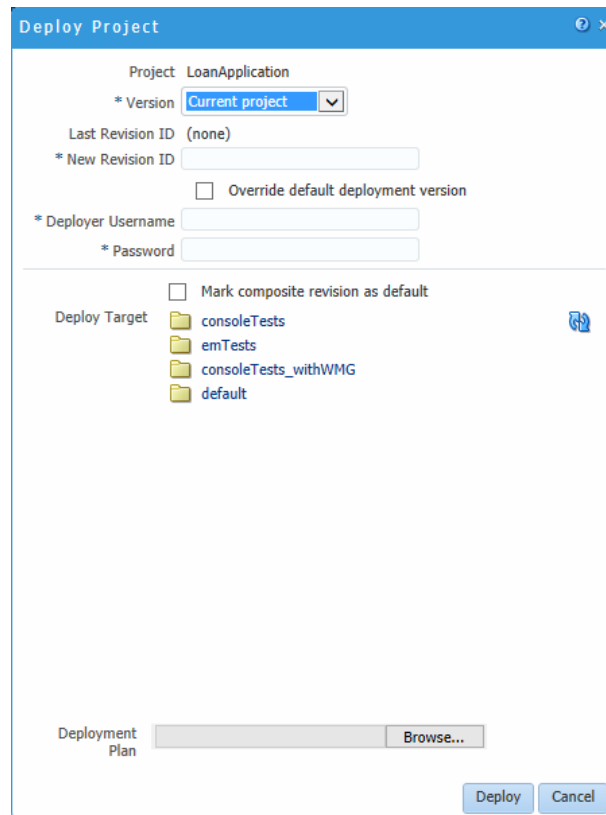 Deploy Project
Project LoanApplication
* Version Current project
Last Revision ID (none)
* New Revision ID
Override default deployment version
* Deployer Username
* Password
Mark composite revision as default
Deploy Target consoleTests
emTests
consoleTests_withWMG
default
Deployment Plan Browse...
Deploy Cancel